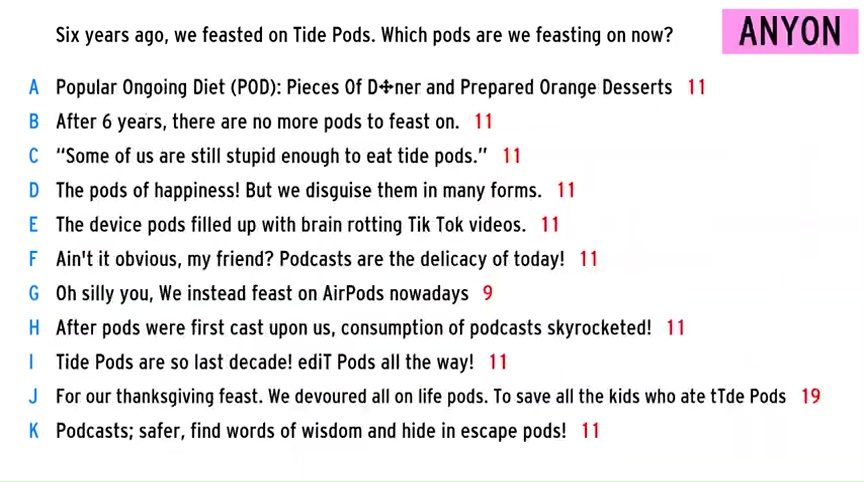 Six years ago, we feasted on Tide Pods. Which pods are we feasting on now?
ANYON
A Popular Ongoing Diet (POD): Pieces Of D✣ner and Prepared Orange Desserts 11
B After 6 years, there are no more pods to feast on. 11
C “Some of us are still stupid enough to eat tide pods.” 11
D The pods of happiness! But we disguise them in many forms. 11
E The device pods filled up with brain rotting Tik Tok videos. 11
F Ain't it obvious, my friend? Podcasts are the delicacy of today! 11
G Oh silly you, We instead feast on AirPods nowadays 9
H After pods were first cast upon us, consumption of podcasts skyrocketed! 11
I Tide Pods are so last decade! ediT Pods all the way! 11
J For our thanksgiving feast. We devoured all on life pods. To save all the kids who ate tTde Pods 19
K Podcasts; safer, find words of wisdom and hide in escape pods! 11